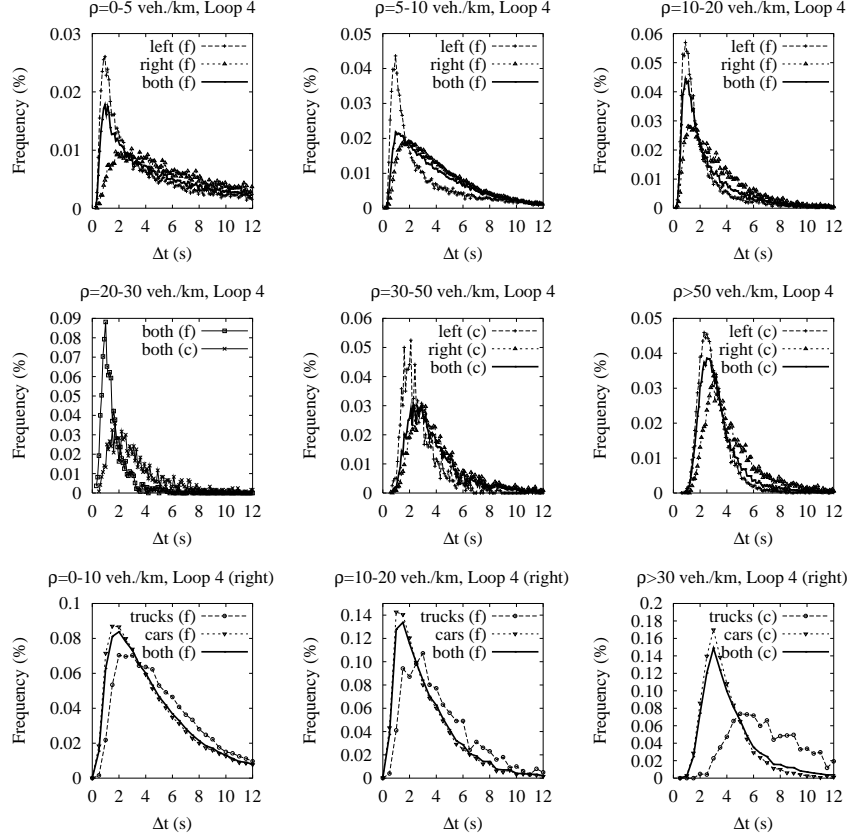 ρ=0-5 veh./km, Loop 4
Frequency (%)
0.03
0.02
0.01
0
left (f)
right (f)
both (f)
0 2 4 6 8 10 12
Δt (s)
ρ=5-10 veh./km, Loop 4
Frequency (%)
0.05
0.04
0.03
0.02
0.01
0
left (f)
right (f)
both (f)
0 2 4 6 8 10 12
Δt (s)
ρ=10-20 veh./km, Loop 4
Frequency (%)
0.06
0.05
0.04
0.03
0.02
0.01
0
left (f)
right (f)
both (f)
0 2 4 6 8 10 12
Δt (s)
ρ=20-30 veh./km, Loop 4
Frequency (%)
0.09
0.08
0.07
0.06
0.05
0.04
0.03
0.02
0.01
0
both (f)
both (c)
0 2 4 6 8 10 12
Δt (s)
ρ=30-50 veh./km, Loop 4
Frequency (%)
0.06
0.05
0.04
0.03
0.02
0.01
0
left (c)
right (c)
both (c)
0 2 4 6 8 10 12
Δt (s)
ρ>50 veh./km, Loop 4
Frequency (%)
0.05
0.04
0.03
0.02
0.01
0
left (c)
right (c)
both (c)
0 2 4 6 8 10 12
Δt (s)
ρ=0-10 veh./km, Loop 4 (right)
Frequency (%)
0.1
0.08
0.06
0.04
0.02
0
trucks (f)
cars (f)
both (f)
0 2 4 6 8 10 12
Δt (s)
ρ=10-20 veh./km, Loop 4 (right)
Frequency (%)
0.14
0.12
0.10
0.08
0.06
0.04
0.02
0
trucks (f)
cars (f)
both (f)
0 2 4 6 8 10 12
Δt (s)
ρ>30 veh./km, Loop 4 (right)
Frequency (%)
0.2
0.18
0.16
0.14
0.12
0.10
0.08
0.06
0.04
0.02
0
trucks (c)
cars (c)
both (c)
0 2 4 6 8 10 12
Δt (s)